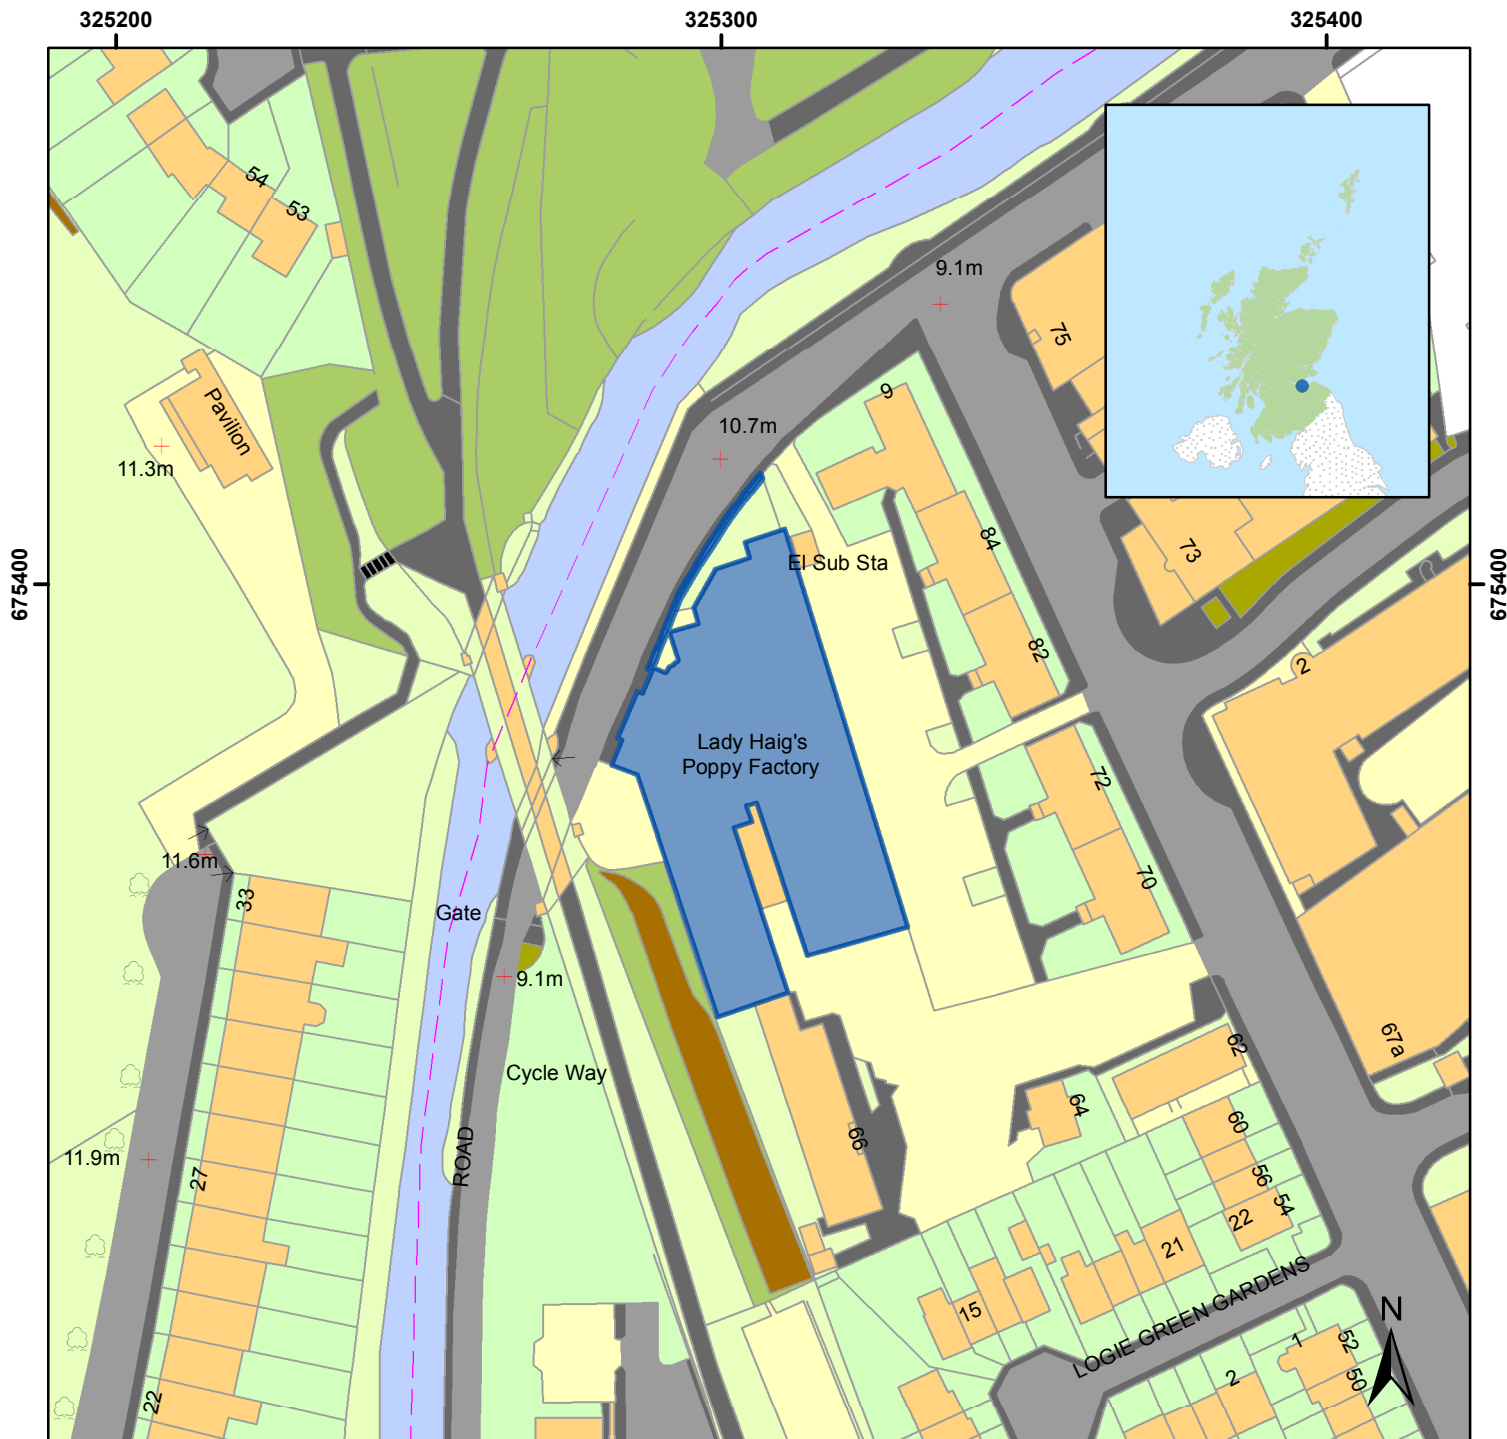 325200
325300
325400
54
53
9.1m
75
9
Pavilion
10.7m
11.3m
84
El Sub Sta
73
675400
675400
82
2
Lady Haig's
Poppy Factory
72
11.6m
70
33
Gate
9.1m
67a
62
Cycle Way
64
60
66
11.9m
ROAD
27
56
54
22
21
15
LOGIE GREEN GARDENS
N
1
52
2
50
22